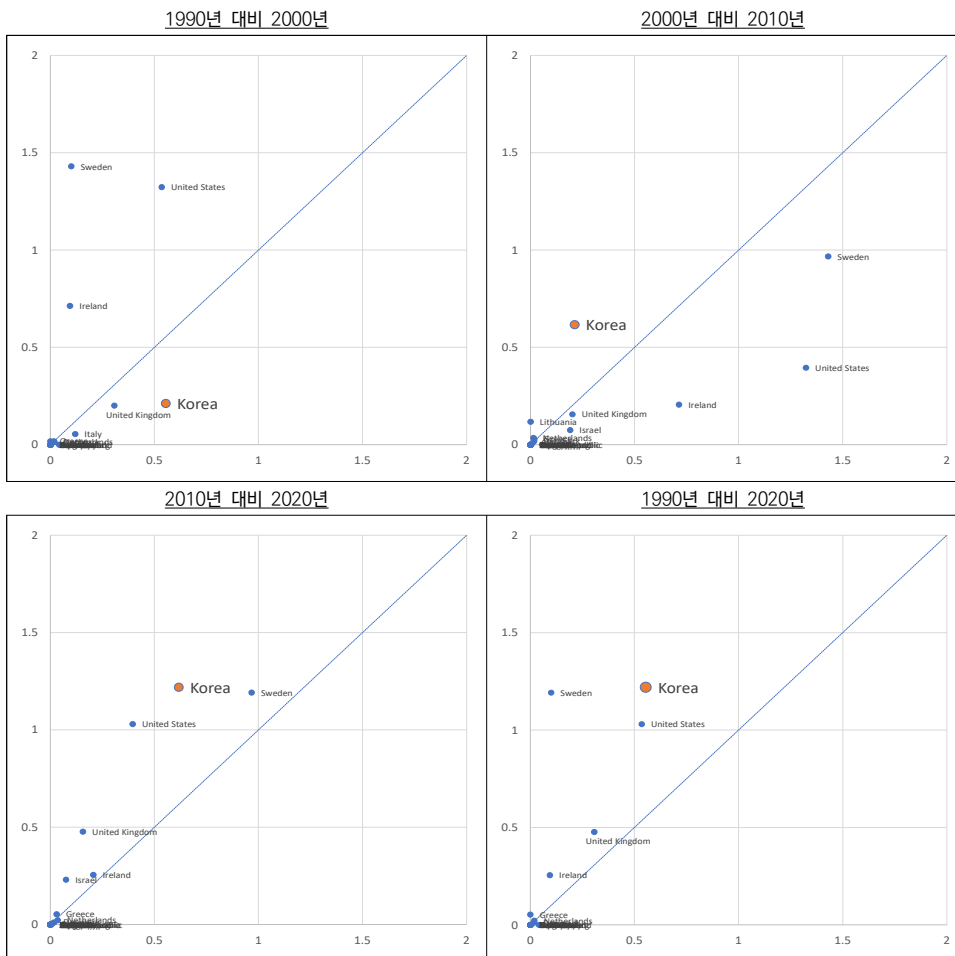 1990년 대비 2000년
2
1.5
1
0.5
0
0
0.5
1
1.5
2
Sweden
United States
Ireland
Korea
United Kingdom
Italy
2000년 대비 2010년
2
1.5
1
0.5
0
0
0.5
1
1.5
2
Sweden
Korea
United States
Ireland
United Kingdom
Lithuania
Israel
Netherlands
2010년 대비 2020년
2
1.5
1
0.5
0
0
0.5
1
1.5
2
Korea
Sweden
United States
United Kingdom
Ireland
Israel
Greece
Netherlands
1990년 대비 2020년
2
1.5
1
0.5
0
0
0.5
1
1.5
2
Sweden
Korea
United States
United Kingdom
Ireland
Greece
Netherlands